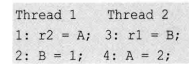 Thread 1 Thread 2
1: r2 = A; 3: r1 = B;
2: B = 1; 4: A = 2;